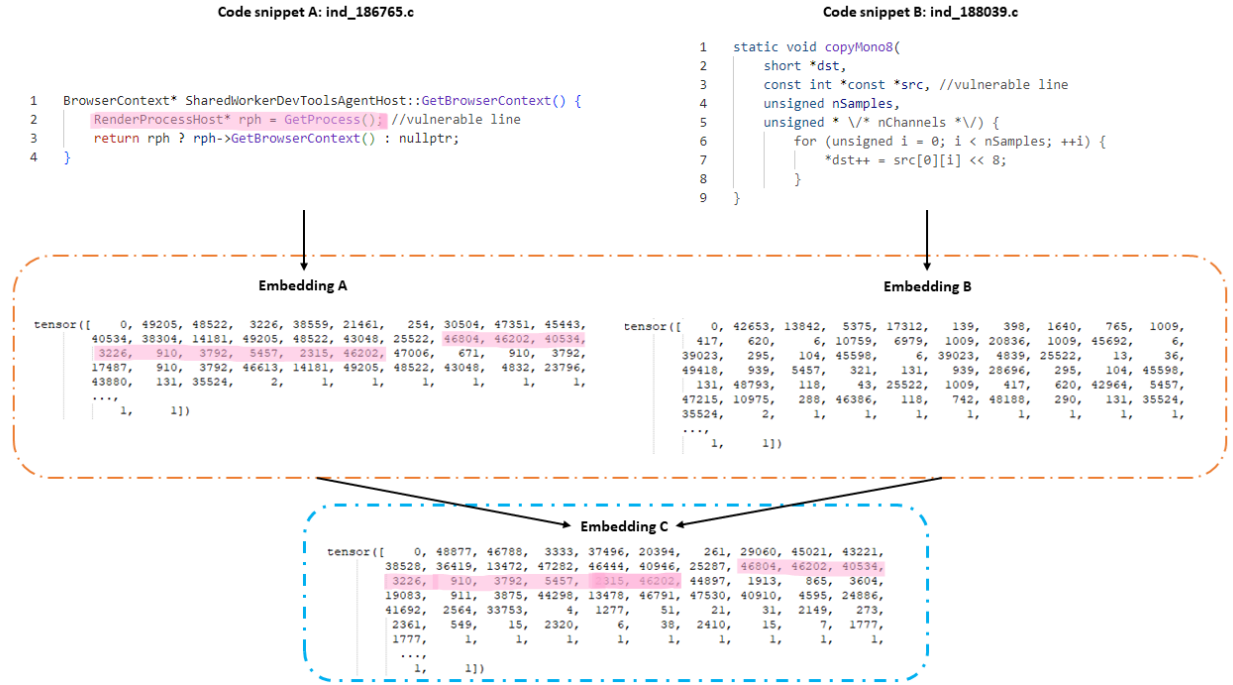 Code snippet A: ind_186765.c
1 BrowserContext* SharedWorkerDevToolsAgentHost::GetBrowserContext() {
2 RenderProcessHost* rph = GetProcess(); //vulnerable line
3 return rph ? rph->GetBrowserContext() : nullptr;
4 }
Code snippet B: ind_188039.c
1 static void copyMono8(
2 short *dst,
3 const int *const *src, //vulnerable line
4 unsigned nSamples,
5 unsigned * \/* nChannels *\/) {
6 for (unsigned i = 0; i < nSamples; ++i) {
7 *dst++ = src[0][i] << 8;
8 }
9 }
Embedding A
tensor([ 0, 49205, 48522, 3226, 38559, 21461, 254, 30504, 47351, 45443,
40534, 38304, 14181, 49205, 48522, 43048, 25522, 46804, 46202, 40534,
3226, 910, 3792, 5457, 2315, 46202, 47006, 671, 910, 3792,
17487, 910, 3792, 46613, 14181, 49205, 48522, 43048, 4832, 23796,
43880, 131, 35524, 2, 1, 1, 1, 1, 1, 1,
...,
1, 1])
Embedding B
tensor([ 0, 42653, 13842, 5375, 17312, 139, 398, 1640, 765, 1009,
417, 620, 6, 10759, 6979, 1009, 20836, 1009, 45692, 6,
39023, 295, 104, 45598, 6, 39023, 4839, 25522, 13, 36,
49418, 939, 5457, 321, 131, 939, 28696, 295, 104, 45598,
131, 48793, 118, 43, 25522, 1009, 417, 620, 42964, 5457,
47215, 10975, 288, 46386, 118, 742, 48188, 290, 131, 35524,
35524, 2, 1, 1, 1, 1, 1, 1, 1, 1,
...,
1, 1])
Embedding C
tensor([ 0, 48877, 46788, 3333, 37496, 20394, 261, 29060, 45021, 43221,
38528, 36419, 13472, 47282, 46444, 40946, 25287, 46804, 46202, 40534,
3226, 910, 3792, 5457, 2315, 46202, 44897, 1913, 865, 3604,
19083, 911, 3875, 44298, 13478, 46791, 47530, 40910, 4595, 24886,
41692, 2564, 33753, 4, 1277, 51, 21, 31, 2149, 273,
2361, 549, 15, 2320, 6, 38, 2410, 15, 7, 1777,
1777, 1, 1, 1, 1, 1, 1, 1, 1, 1,
...,
1, 1])